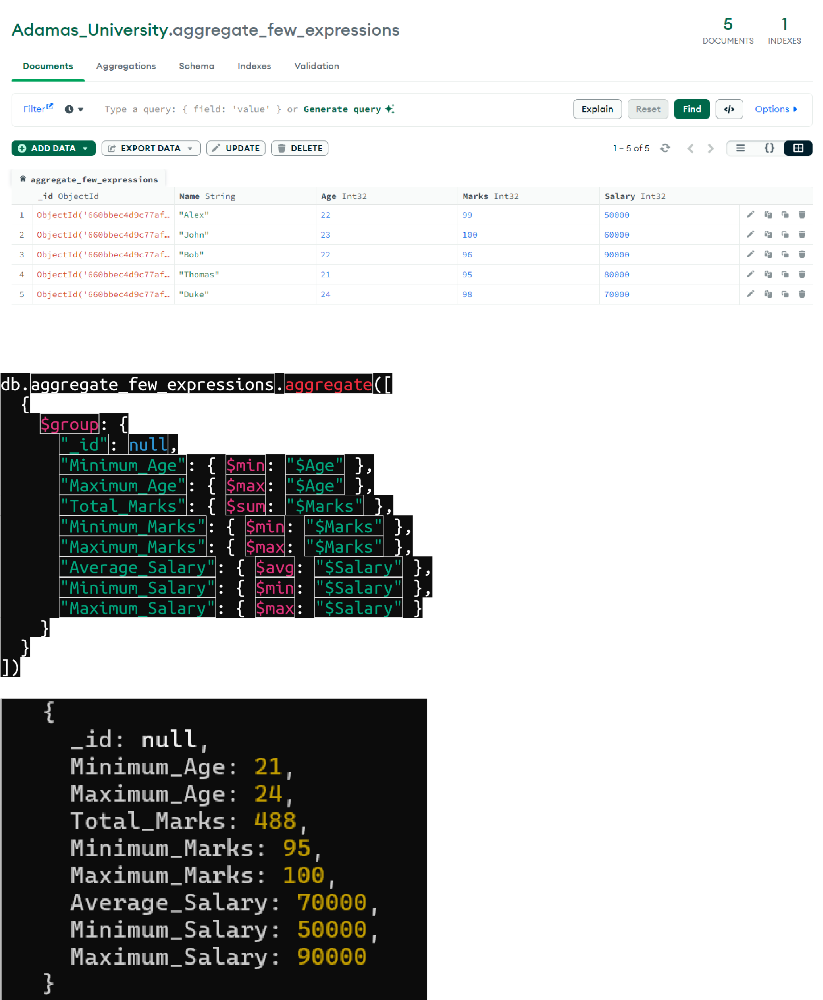 Adamas_University.aggregate_few_expressions
5 1
DOCUMENTS INDEXES
Documents Aggregations Schema Indexes Validation
Filter Type a query: { field: 'value' } or Generate query Explain Reset Find </> Options
ADD DATA EXPORT DATA UPDATE DELETE 1 – 5 of 5 {}
aggregate_few_expressions
_id ObjectId Name String Age Int32 Marks Int32 Salary Int32
1 ObjectId('660bbec4d9c77af… "Alex" 22 99 50000
2 ObjectId('660bbec4d9c77af… "John" 23 100 60000
3 ObjectId('660bbec4d9c77af… "Bob" 22 96 90000
4 ObjectId('660bbec4d9c77af… "Thomas" 21 95 80000
5 ObjectId('660bbec4d9c77af… "Duke" 24 98 70000
db.aggregate_few_expressions.aggregate([
{
$group: {
"_id": null,
"Minimum_Age": { $min: "$Age" },
"Maximum_Age": { $max: "$Age" },
"Total_Marks": { $sum: "$Marks" },
"Minimum_Marks": { $min: "$Marks" },
"Maximum_Marks": { $max: "$Marks" },
"Average_Salary": { $avg: "$Salary" },
"Minimum_Salary": { $min: "$Salary" },
"Maximum_Salary": { $max: "$Salary" }
}
}
])
{
_id: null,
Minimum_Age: 21,
Maximum_Age: 24,
Total_Marks: 488,
Minimum_Marks: 95,
Maximum_Marks: 100,
Average_Salary: 70000,
Minimum_Salary: 50000,
Maximum_Salary: 90000
}